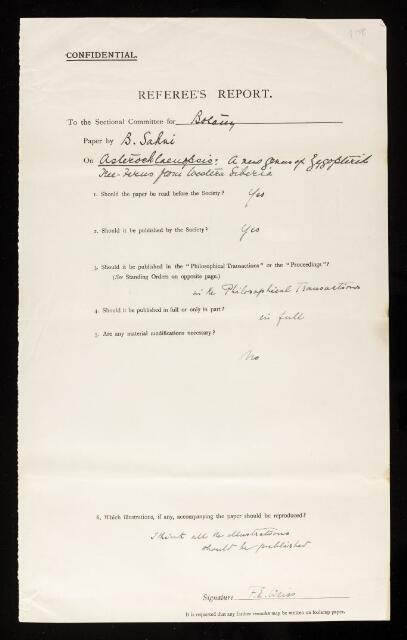 CONFIDENTIAL.
REFEREE'S REPORT.
To the Sectional Committee for Botany
Paper by B. Sahni
On Asterochlaenopsis: A new genus of Zygopterid
Tree-Ferns from Western Siberia
1. Should the paper be read before the Society? Yes
2. Should it be published by the Society? Yes
3. Should it be published in the "Philosophical Transactions" or the "Proceedings"?
(See Standing Orders on opposite page.)
in the Philosophical Transactions
4. Should it be published in full or only in part?
in full
5. Are any material modifications necessary?
No
6. Which illustrations, if any, accompanying the paper should be reproduced?
I think all the illustrations
should be published
Signature F.E. Weiss
It is requested that any further remarks may be written on foolscap paper.